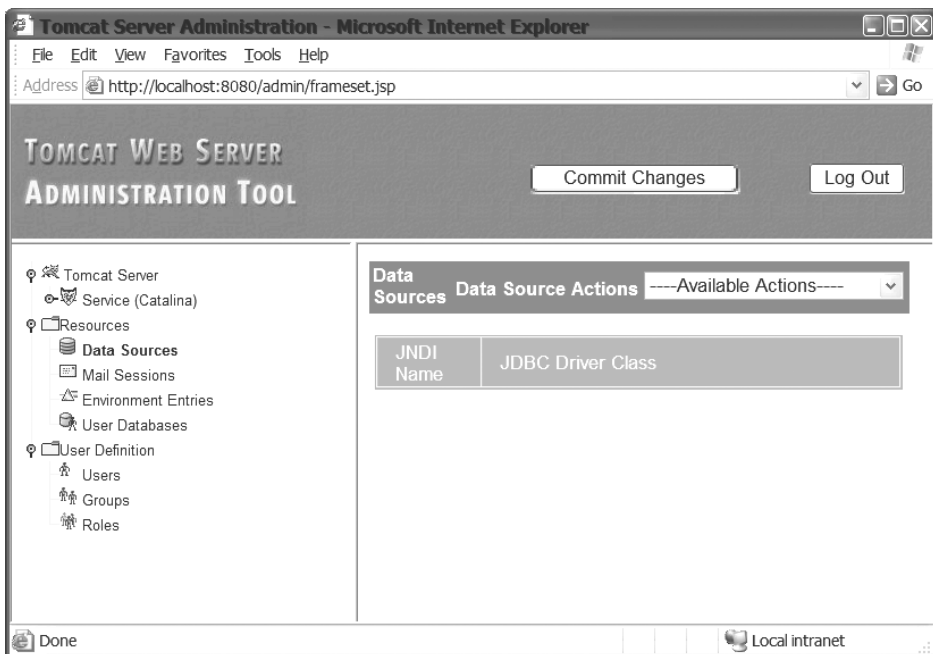 Tomcat Server Administration - Microsoft Internet Explorer
File Edit View Favorites Tools Help
Address http://localhost:8080/admin/frameset.jsp Go
TOMCAT WEB SERVER
ADMINISTRATION TOOL
Commit Changes
Log Out
Tomcat Server
Service (Catalina)
Resources
Data Sources
Mail Sessions
Environment Entries
User Databases
User Definition
Users
Groups
Roles
Data
Sources
Data Source Actions ----Available Actions----
JNDI
Name
JDBC Driver Class
Done
Local intranet